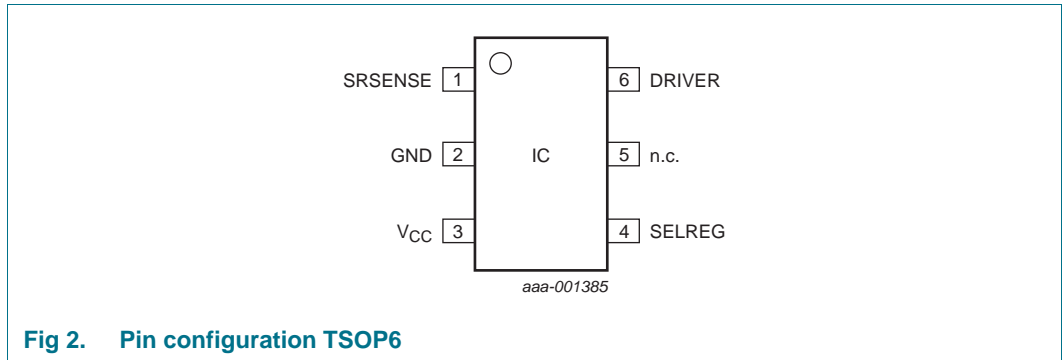 SRSENSE 1 6 DRIVER
GND 2 IC 5 n.c.
VCC 3 4 SELREG
aaa-001385
Fig 2. Pin configuration TSOP6